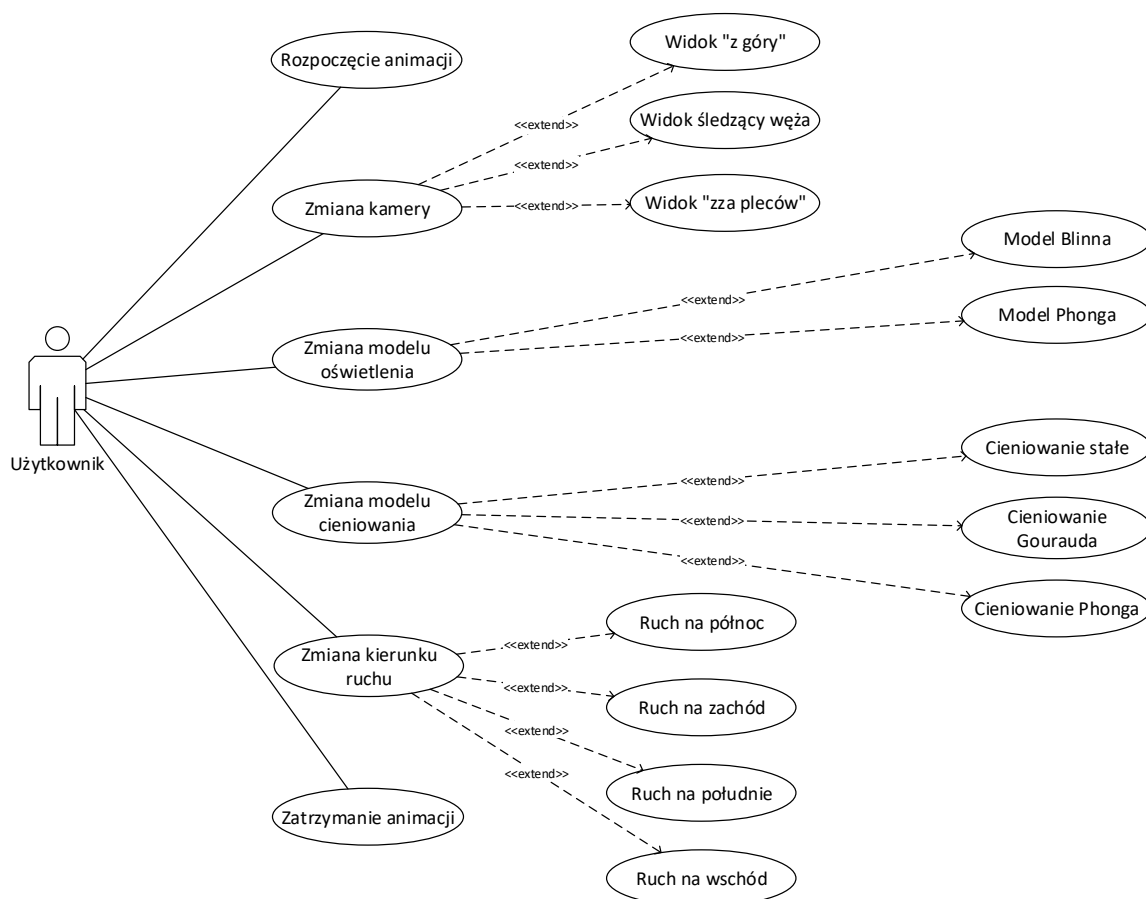 Rozpoczęcie animacji
Widok "z góry"
<<extend>>
Widok śledzący węża
<<extend>>
Zmiana kamery
<<extend>>
Widok "zza pleców"
Model Blinna
<<extend>>
Model Phonga
<<extend>>
Zmiana modelu
oświetlenia
Użytkownik
Cieniowanie stałe
<<extend>>
Zmiana modelu
cieniowania
<<extend>>
Cieniowanie
Gourauda
<<extend>>
Cieniowanie Phonga
Ruch na północ
<<extend>>
Zmiana kierunku
ruchu
<<extend>>
Ruch na zachód
<<extend>>
Ruch na południe
<<extend>>
Zatrzymanie animacji
Ruch na wschód